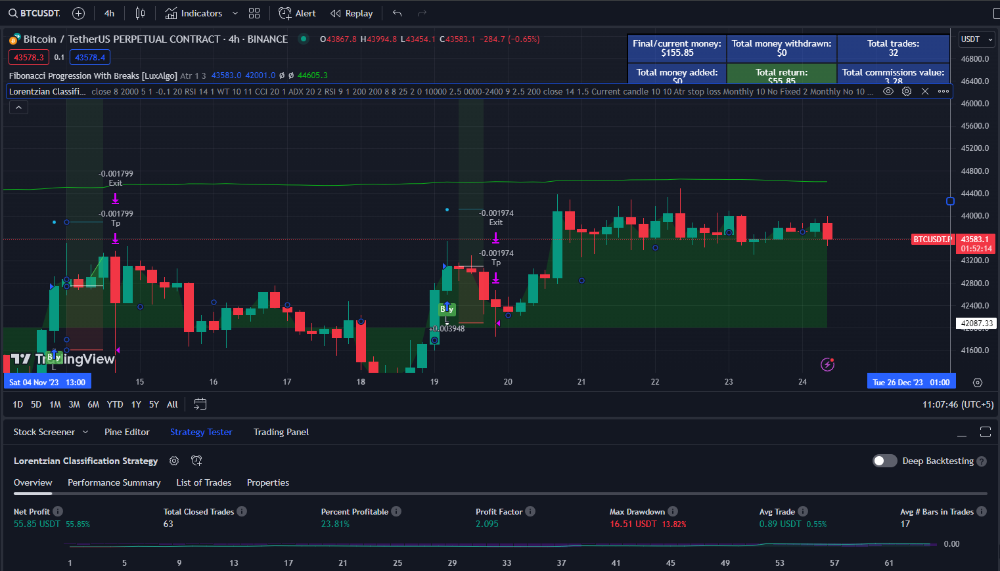 BTCUSDT. 4h Indicators Alert Replay
Bitcoin / TetherUS PERPETUAL CONTRACT · 4h · BINANCE O43867.8 H43994.8 L43454.1 C43583.1 −284.7 (−0.65%)
USDT
43578.3 0.1 43578.4
Final/current money:
$155.85
Total money withdrawn:
$0
Total trades:
32
Fibonacci Progression With Breaks [LuxAlgo] Atr 1 3 43583.0 42001.0 Ø Ø 44605.3
Total money added:
$0
Total return:
$55.85
Total commissions value:
3.28
Lorentzian Classifi... close 8 2000 5 1 -0.1 20 RSI 14 1 WT 10 11 CCI 20 1 ADX 20 2 RSI 9 1 200 200 8 8 25 2 0 10000 2.5 0000-2400 9 2.5 200 close 14 1.5 Current candle 10 10 Atr stop loss Monthly 10 No Fixed 2 Monthly No 10 ...
46800.0
46400.0
46000.0
45600.0
45200.0
44800.0
44400.0
44000.0
BTCUSDT.P 43583.1
01:52:14
43200.0
42800.0
42400.0
42087.33
41600.0
-0.001799
Exit
-0.001799
Tp
-0.001974
Exit
-0.001974
Tp
Buy
L
+0.003948
Buy
L
TradingView
Sat 04 Nov '23 13:00 15 16 17 18 19 20 21 22 23 24 Tue 26 Dec '23 01:00
1D 5D 1M 3M 6M YTD 1Y 5Y All 11:07:46 (UTC+5)
Stock Screener Pine Editor Strategy Tester Trading Panel
Lorentzian Classification Strategy Deep Backtesting
Overview Performance Summary List of Trades Properties
Net Profit Total Closed Trades Percent Profitable Profit Factor Max Drawdown Avg Trade Avg # Bars in Trades
55.85 USDT 55.85% 63 23.81% 2.095 16.51 USDT 13.82% 0.89 USDT 0.55% 17
0.00
1 5 9 13 17 21 25 29 33 37 41 45 49 53 57 61